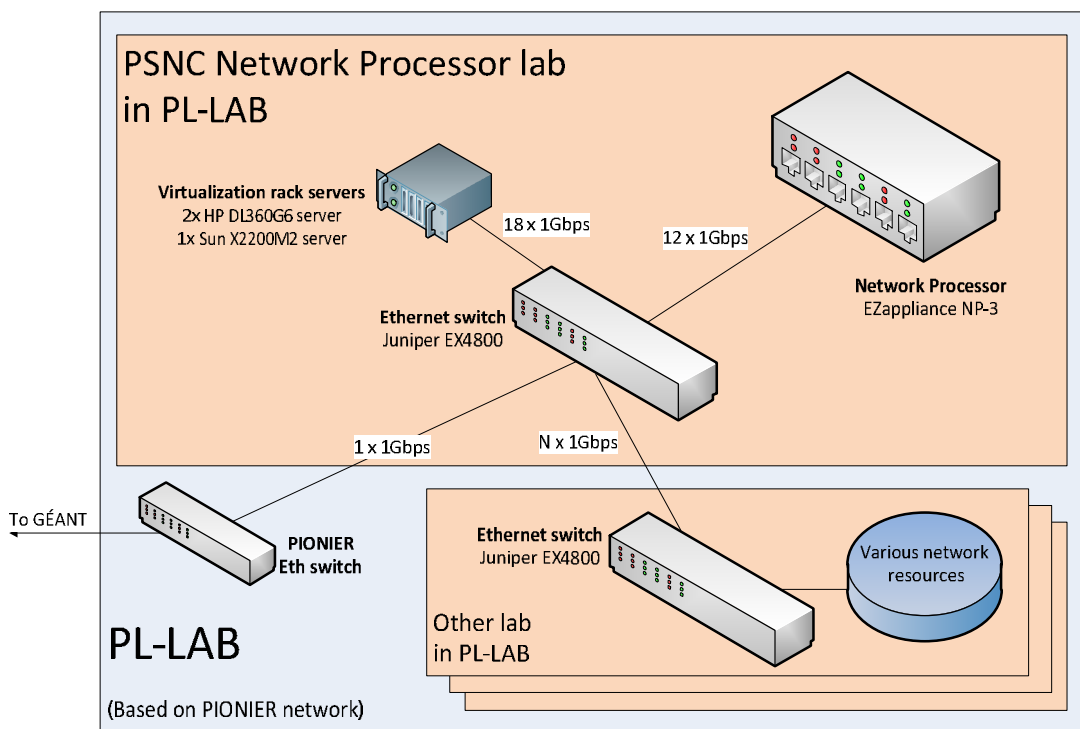 PSNC Network Processor lab
in PL-LAB
Virtualization rack servers
2x HP DL360G6 server
1x Sun X2200M2 server
18 x 1Gbps
12 x 1Gbps
Network Processor
EZappliance NP-3
Ethernet switch
Juniper EX4800
1 x 1Gbps
N x 1Gbps
To GÉANT
PIONIER
Eth switch
Ethernet switch
Juniper EX4800
Various network
resources
Other lab
in PL-LAB
PL-LAB
(Based on PIONIER network)